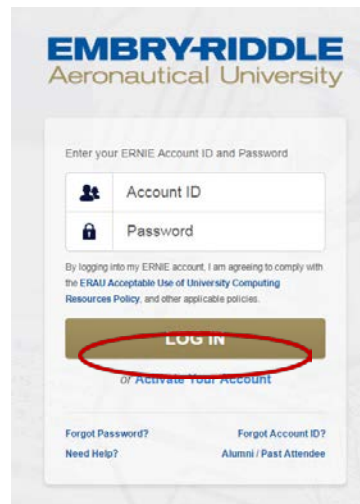 EMBRY-RIDDLE
Aeronautical University
Enter your ERNIE Account ID and Password
Account ID
Password
By logging into my ERNIE account, I am agreeing to comply with
the ERAU Acceptable Use of University Computing
Resources Policy, and other applicable policies.
LOG IN
or Activate Your Account
Forgot Password? Forgot Account ID?
Need Help? Alumni / Past Attendee